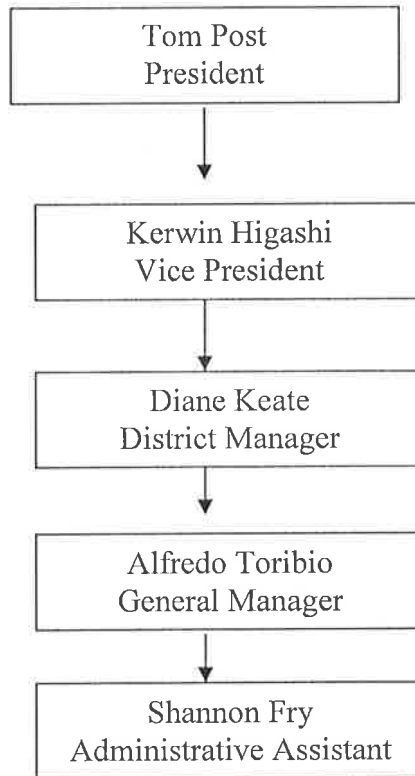 Tom Post
President
Kerwin Higashi
Vice President
Diane Keate
District Manager
Alfredo Toribio
General Manager
Shannon Fry
Administrative Assistant